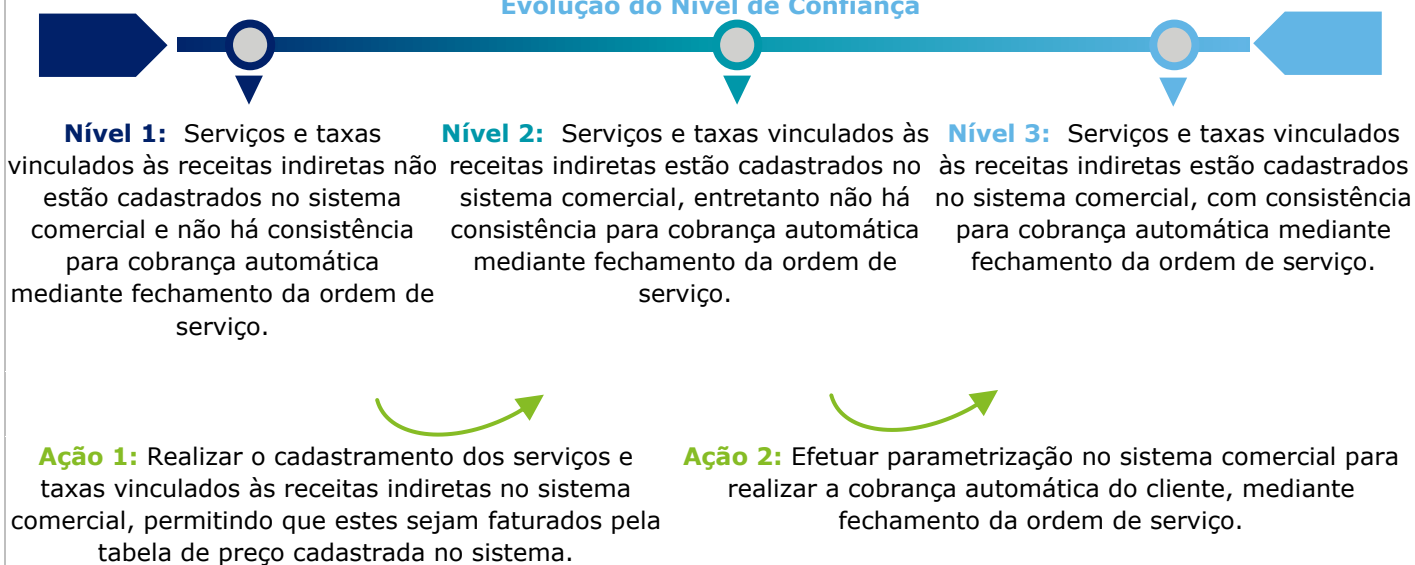 Evolução do Nível de Confiança
Nível 1: Serviços e taxas
vinculados às receitas indiretas não
estão cadastrados no sistema
comercial e não há consistência
para cobrança automática
mediante fechamento da ordem de
serviço.
Nível 2: Serviços e taxas vinculados às
receitas indiretas estão cadastrados no
sistema comercial, entretanto não há
consistência para cobrança automática
mediante fechamento da ordem de
serviço.
Nível 3: Serviços e taxas vinculados
às receitas indiretas estão cadastrados
no sistema comercial, com consistência
para cobrança automática mediante
fechamento da ordem de serviço.
Ação 1: Realizar o cadastramento dos serviços e
taxas vinculados às receitas indiretas no sistema
comercial, permitindo que estes sejam faturados pela
tabela de preço cadastrada no sistema.
Ação 2: Efetuar parametrização no sistema comercial para
realizar a cobrança automática do cliente, mediante
fechamento da ordem de serviço.